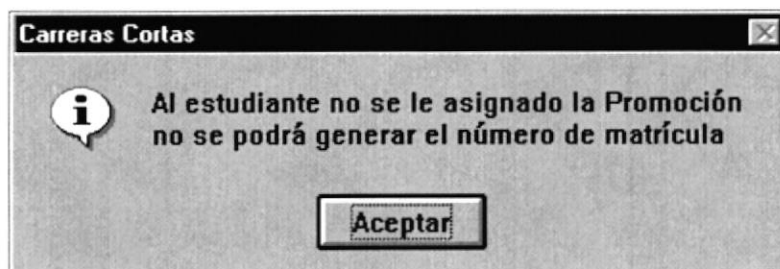 Carreras Cortas
Al estudiante no se le asignado la Promoción
no se podrá generar el número de matrícula
Aceptar